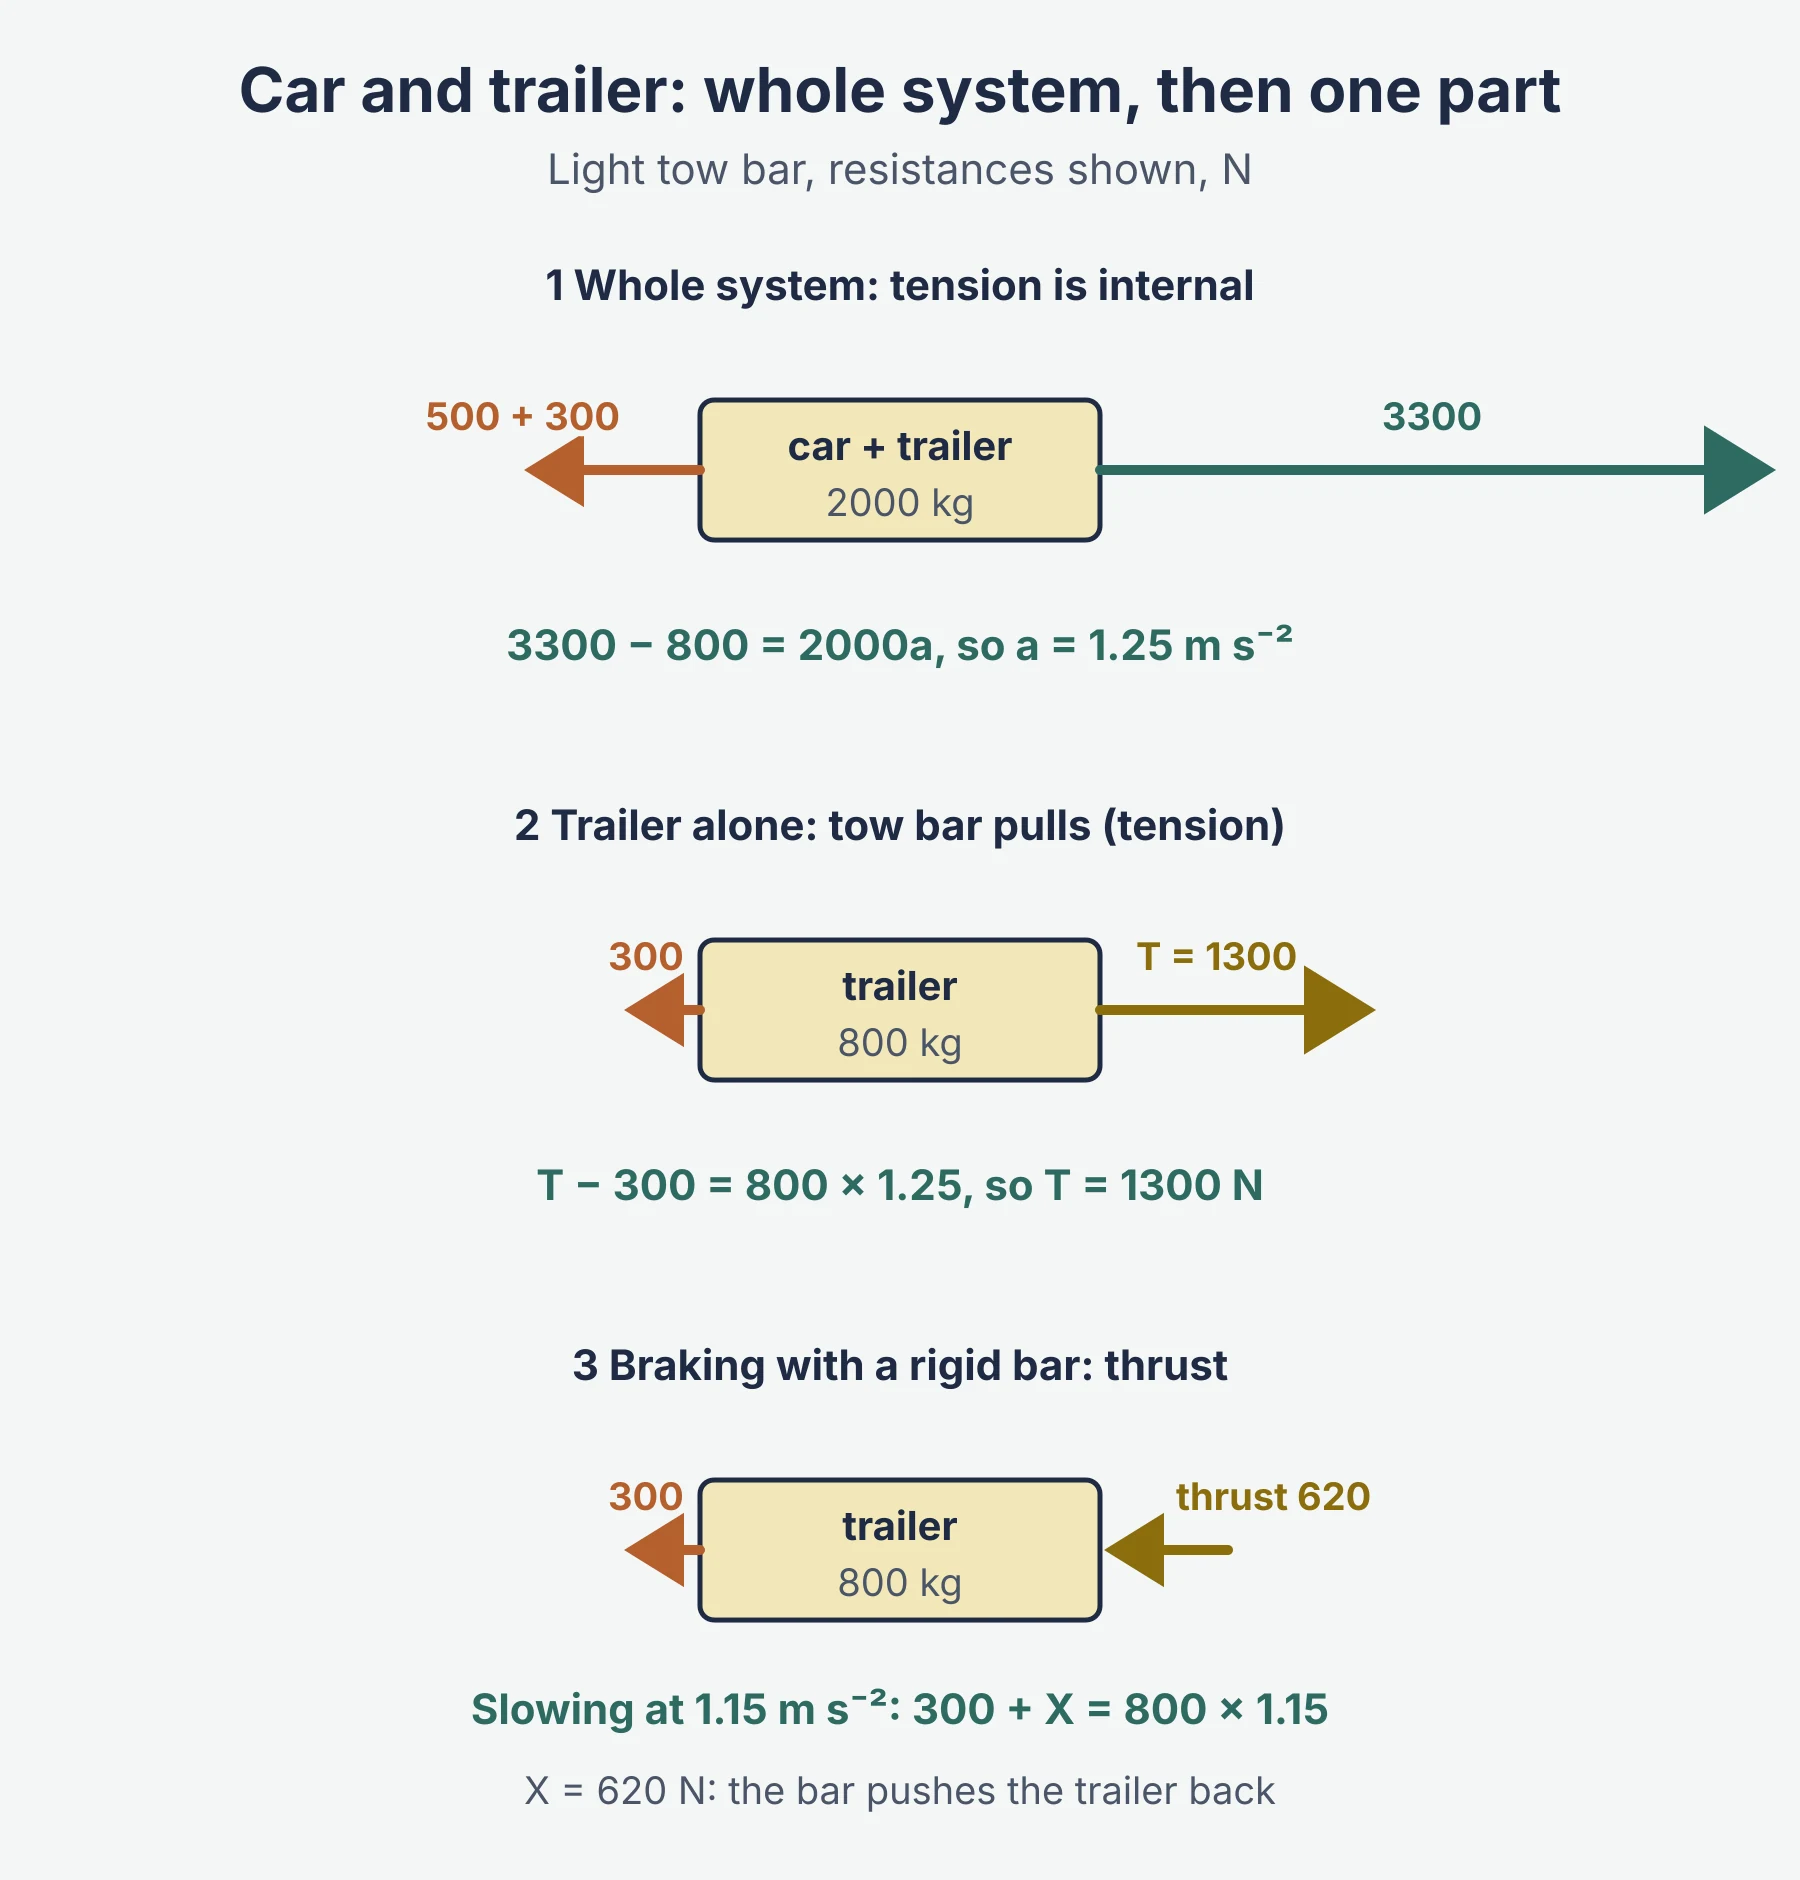 Car and trailer: whole system, then one part
Light tow bar, resistances shown, N
1 Whole system: tension is internal
500 + 300
3300
car + trailer
2000 kg
3300 − 800 = 2000a, so a = 1.25 m s⁻²
2 Trailer alone: tow bar pulls (tension)
300
T = 1300
trailer
800 kg
T − 300 = 800 × 1.25, so T = 1300 N
3 Braking with a rigid bar: thrust
300
thrust 620
trailer
800 kg
Slowing at 1.15 m s⁻²: 300 + X = 800 × 1.15
X = 620 N: the bar pushes the trailer back